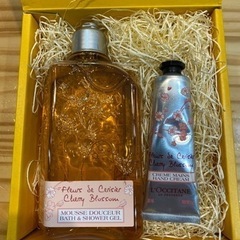 Fleurs de Cerisier
Cherry Blossom
MOUSSE DOUCEUR
BATH & SHOWER GEL
Fleurs de Cerisier
Cherry Blossom
CRÈME MAINS
HAND CREAM
L'OCCITANE